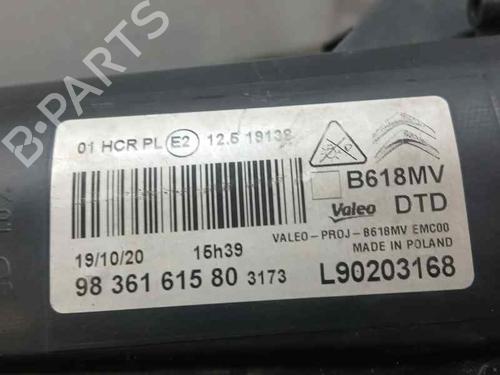 B-PARTS
01 HCR PL E2 12.5 19138
B618MV
Valeo DTD
VALEO-PROJ-B618MV EMC00
MADE IN POLAND
19/10/20 15h39
98 361 615 80 3173 L90203168